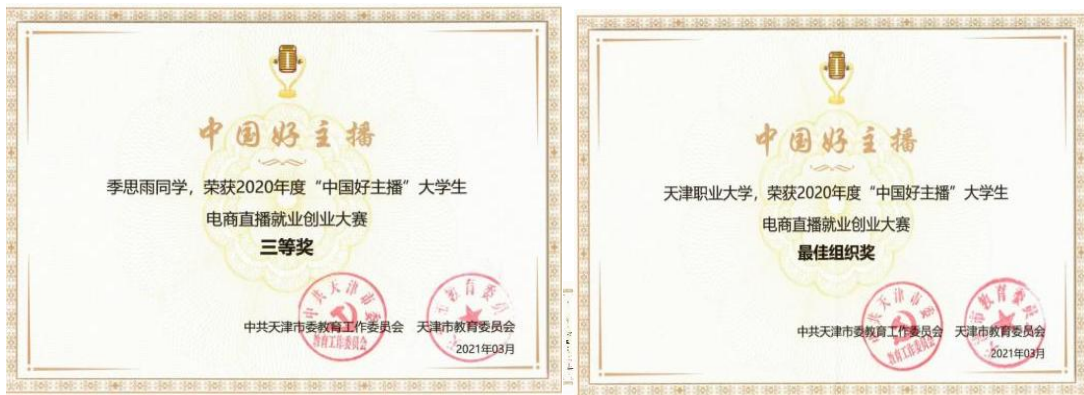 中国好主播
季思雨同学，荣获2020年度“中国好主播”大学生
电商直播就业创业大赛
三等奖
中共天津市委教育工作委员会 天津市教育委员会
2021年03月
中国好主播
天津职业大学，荣获2020年度“中国好主播”大学生
电商直播就业创业大赛
最佳组织奖
中共天津市委教育工作委员会 天津市教育委员会
2021年03月